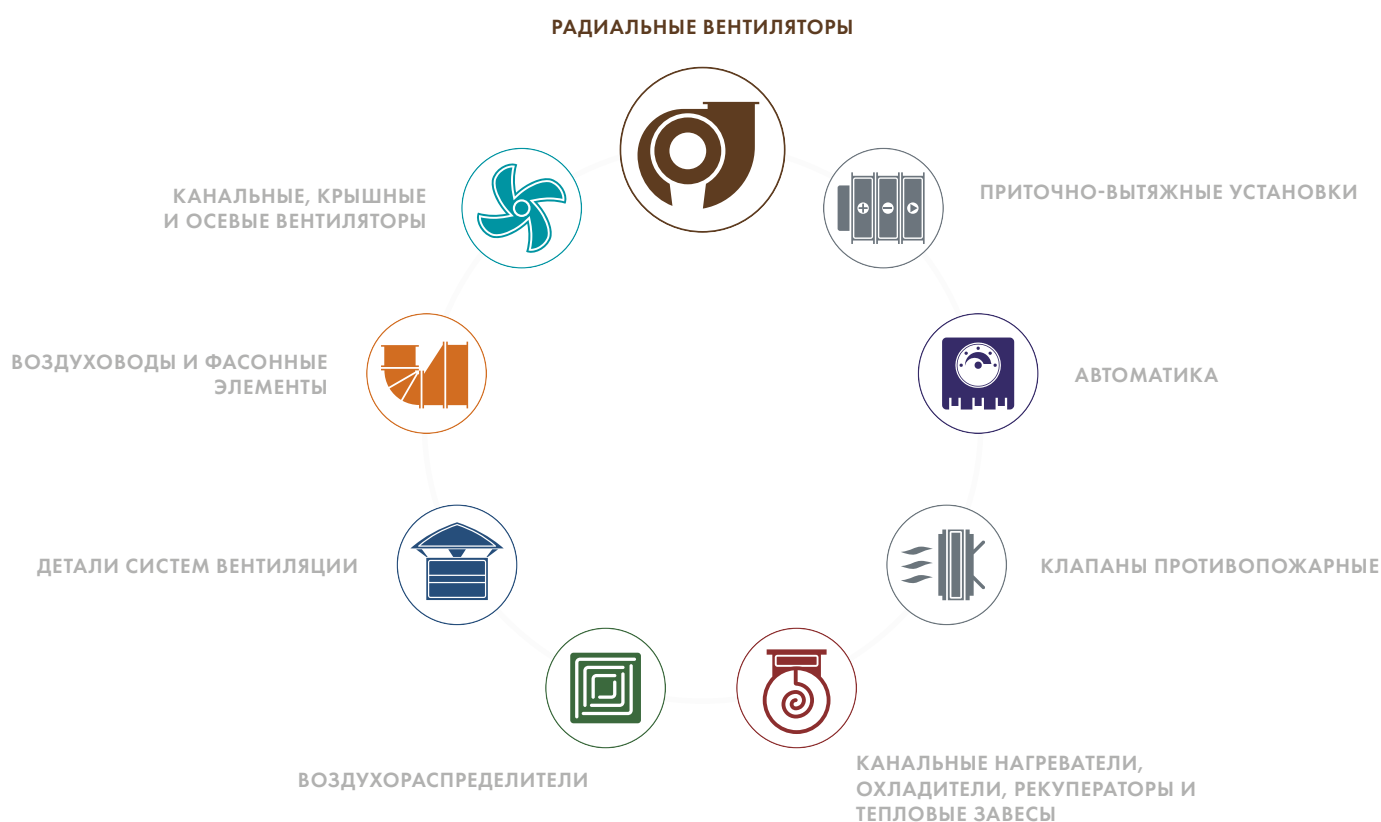 РАДИАЛЬНЫЕ ВЕНТИЛЯТОРЫ
КАНАЛЬНЫЕ, КРЫШНЫЕ
И ОСЕВЫЕ ВЕНТИЛЯТОРЫ
ПРИТОЧНО-ВЫТЯЖНЫЕ УСТАНОВКИ
ВОЗДУХОВОДЫ И ФАСОННЫЕ
ЭЛЕМЕНТЫ
АВТОМАТИКА
ДЕТАЛИ СИСТЕМ ВЕНТИЛЯЦИИ
КЛАПАНЫ ПРОТИВОПОЖАРНЫЕ
ВОЗДУХОРАСПРЕДЕЛИТЕЛИ
КАНАЛЬНЫЕ НАГРЕВАТЕЛИ,
ОХЛАДИТЕЛИ, РЕКУПЕРАТОРЫ И
ТЕПЛОВЫЕ ЗАВЕСЫ